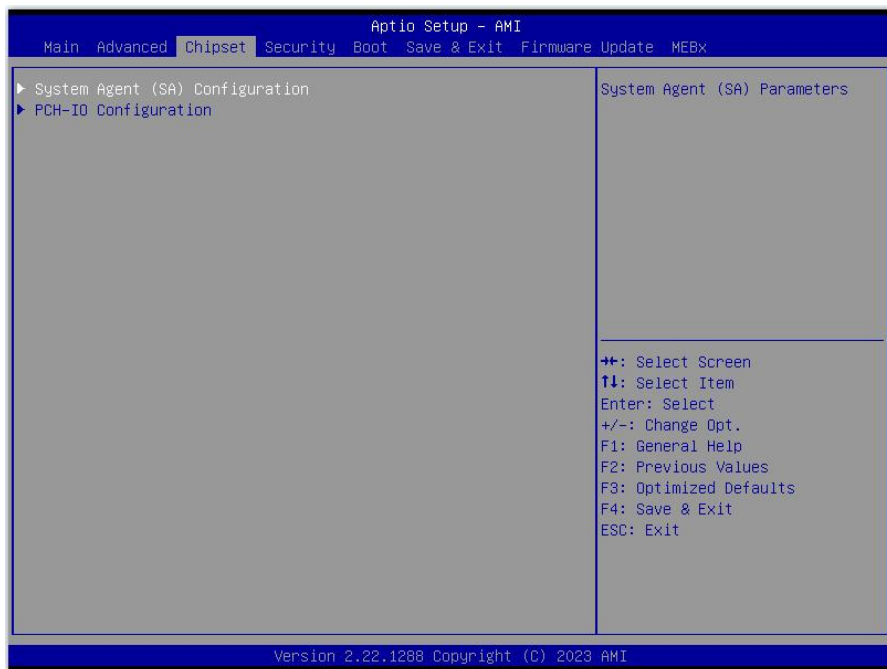 Aptio Setup - AMI
Main Advanced Chipset Security Boot Save & Exit Firmware Update MEBx
▶ System Agent (SA) Configuration
▶ PCH-IO Configuration
System Agent (SA) Parameters
→←: Select Screen
↑↓: Select Item
Enter: Select
+/-: Change Opt.
F1: General Help
F2: Previous Values
F3: Optimized Defaults
F4: Save & Exit
ESC: Exit
Version 2.22.1288 Copyright (C) 2023 AMI